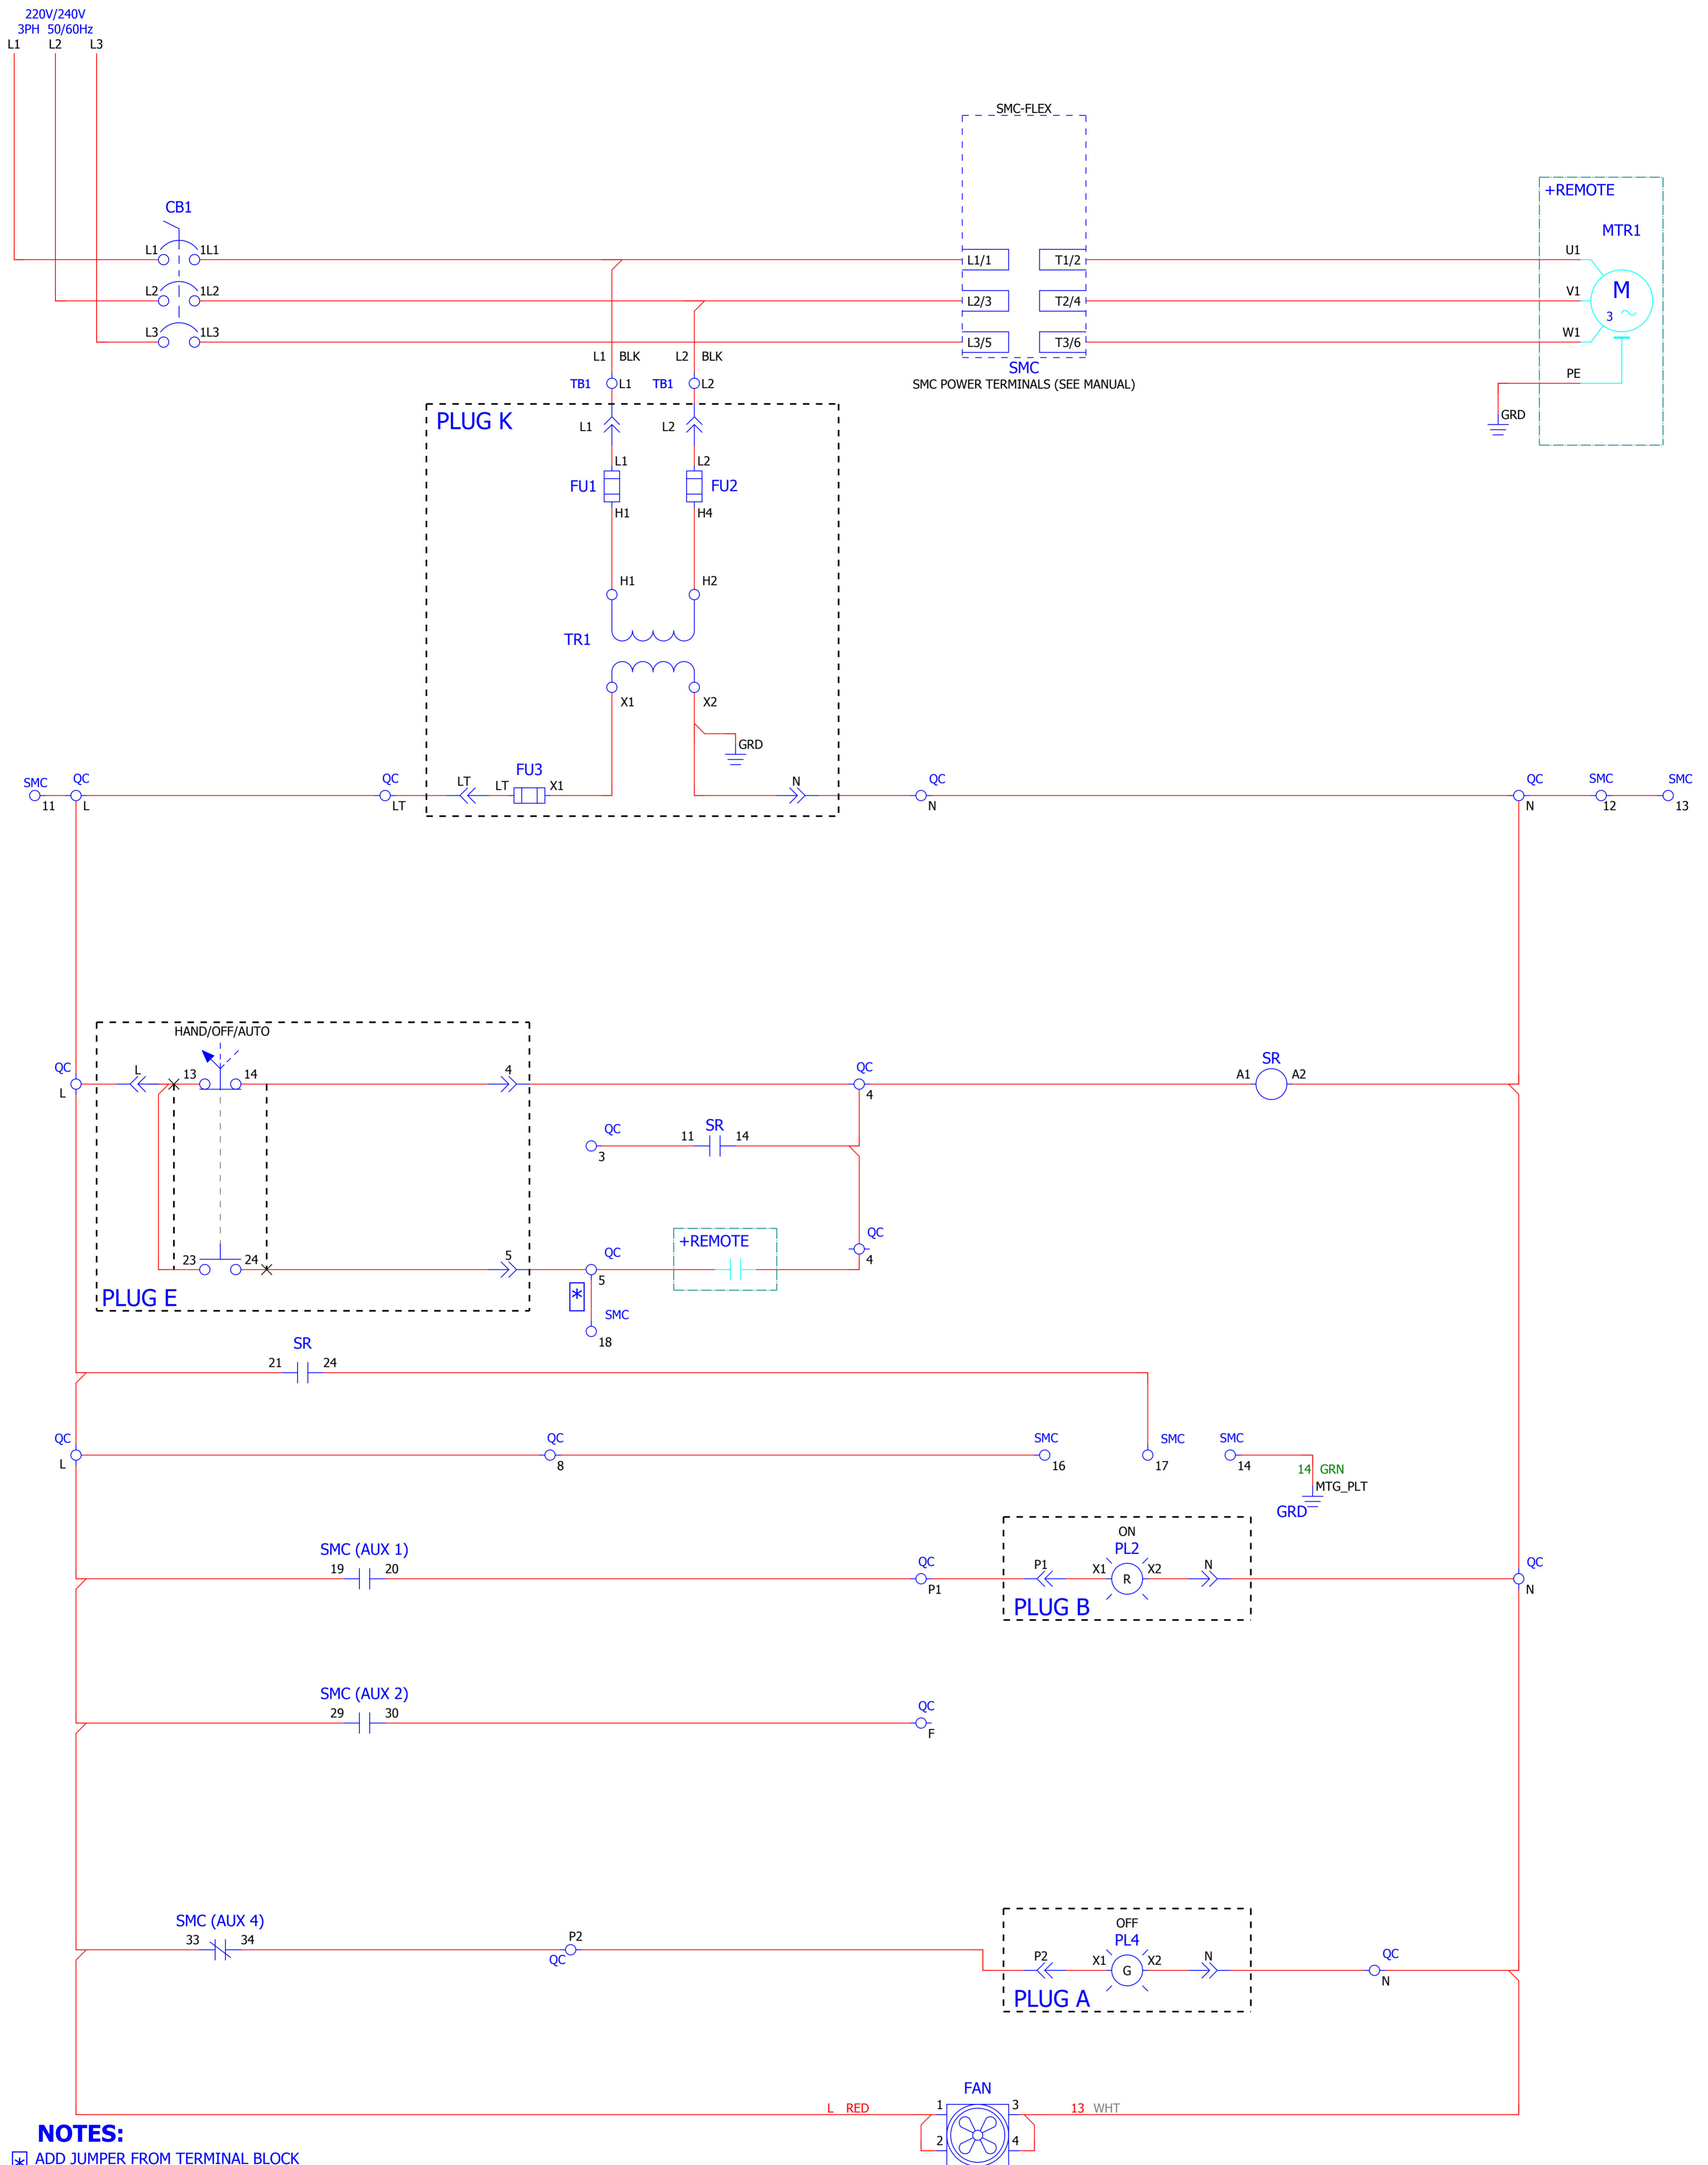 220V/240V
3PH 50/60Hz
L1 L2 L3
SMC-FLEX
+REMOTE
CB1
MTR1
L1 1L1 L1/1 T1/2 U1
L2 1L2 L2/3 T2/4 V1
M
3
L3 1L3 L3/5 T3/6 W1
L1 BLK L2 BLK
SMC
SMC POWER TERMINALS (SEE MANUAL)
PE
TB1 L1 TB1 L2
GRD
PLUG K
L1 L2
L1 L2
FU1 FU2
H1 H4
H1 H2
TR1
X1 X2
GRD
FU3
SMC QC QC LT LT X1 N QC QC SMC SMC
11 L LT N N 12 13
HAND/OFF/AUTO
QC L 13 14 4 QC SR
A1 A2
L 4
QC SR
11 14
3
QC
+REMOTE
23 24 5 QC 4
5
PLUG E
*
SMC
18
SR
21 24
QC QC SMC SMC SMC
L 8 16 17 14
14 GRN
MTG_PLT
GRD
ON
SMC (AUX 1) PL2
19 20 QC P1 X1 X2 N QC
R
P1 N
PLUG B
SMC (AUX 2)
29 30 QC
F
SMC (AUX 4) OFF
33 34 P2 PL4
QC P2 X1 X2 N QC
G
N
PLUG A
FAN
L RED 1 3 13 WHT
2 4
NOTES:
* ADD JUMPER FROM TERMINAL BLOCK